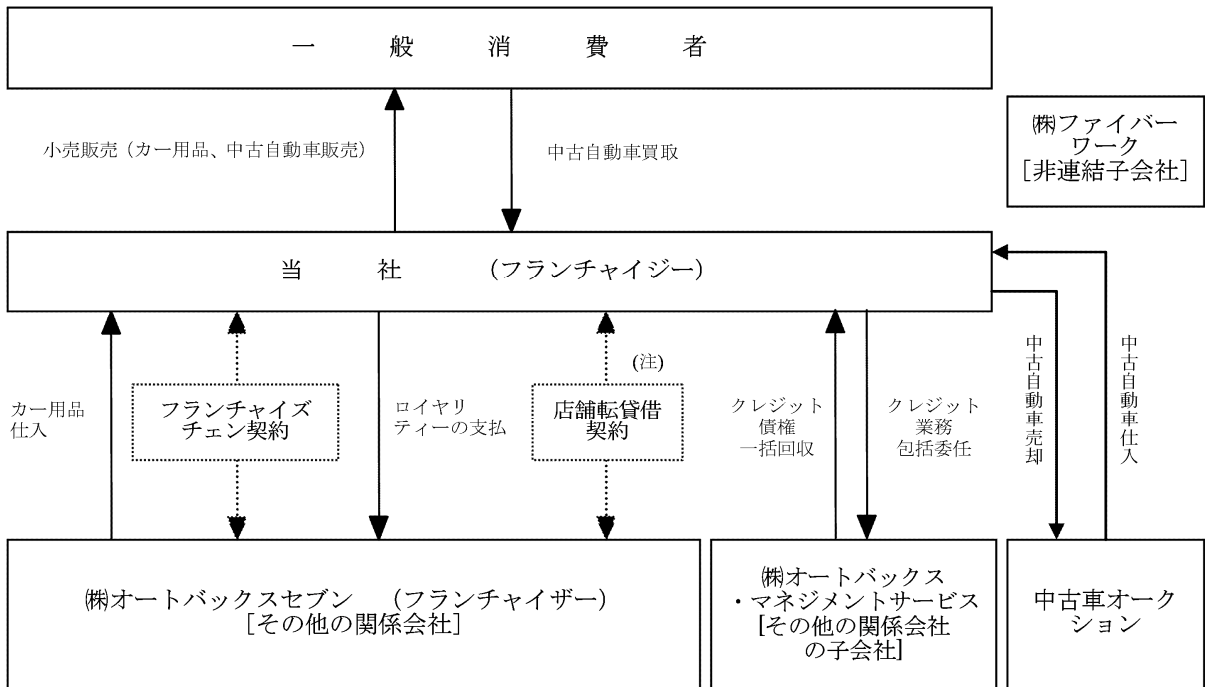 一般消費者
㈱ファイバー
ワーク
［非連結子会社］
小売販売（カー用品、中古自動車販売）
中古自動車買取
当社（フランチャイジー）
カー用品
仕入
フランチャイズ
チェン契約
ロイヤリ
ティーの支払
(注)
店舗転貸借
契約
クレジット
債権
一括回収
クレジット
業務
包括委任
中古自動車売却
中古自動車仕入
㈱オートバックスセブン　（フランチャイザー）
［その他の関係会社］
㈱オートバックス
・マネジメントサービス
[その他の関係会社
の子会社]
中古車オーク
ション